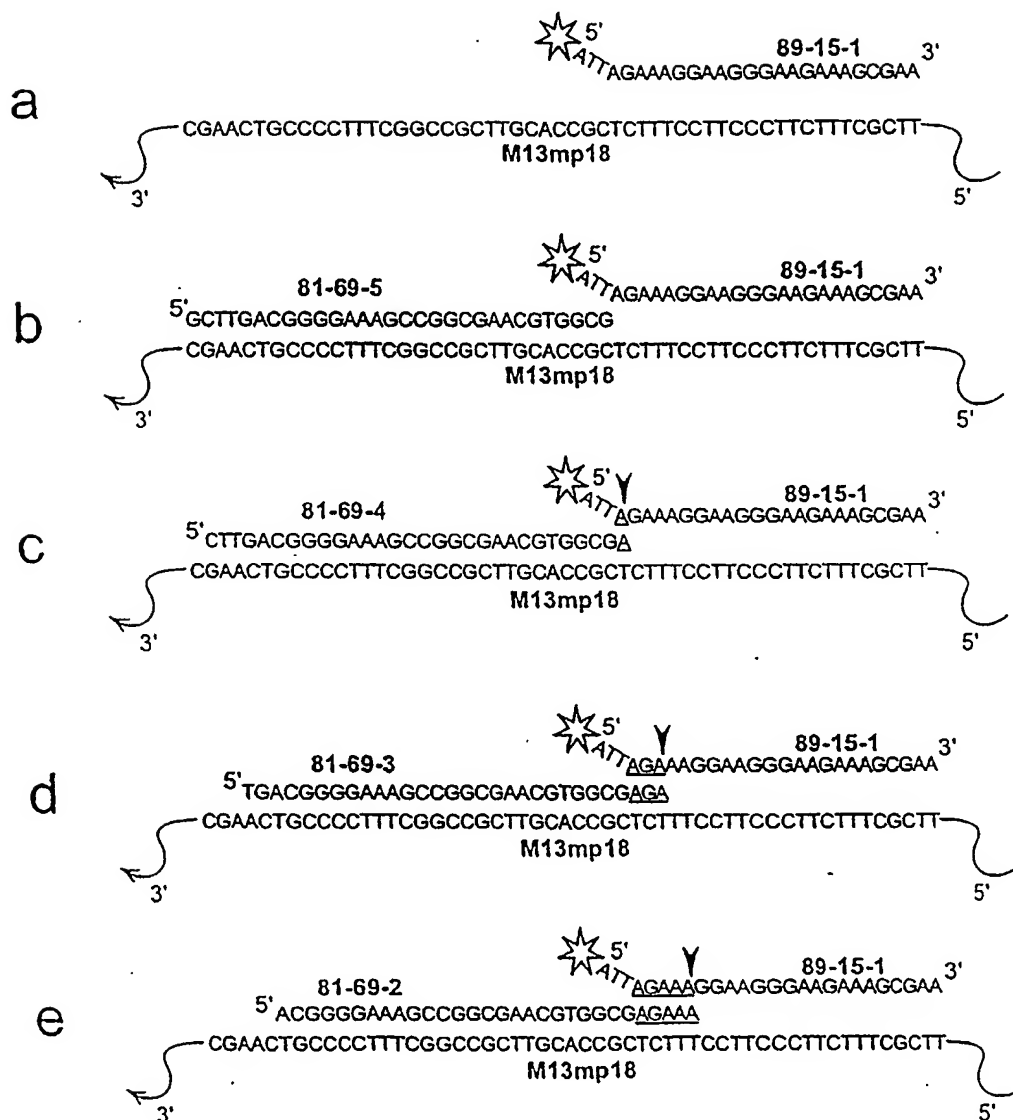 a
5' 89-15-1 3'
ATTAGAAAGGAAGGGAAGAAAGCGAA
CGAACTGCCCCTTTCGGCCGCTTGCACCGCTCTTTCCTTCCCTTCTTTCGCTT
M13mp18
3' 5'
b
5' 89-15-1 3'
ATTAGAAAGGAAGGGAAGAAAGCGAA
81-69-5
5' GCTTGACGGGGAAAGCCGGCGAACGTGGCG
CGAACTGCCCCTTTCGGCCGCTTGCACCGCTCTTTCCTTCCCTTCTTTCGCTT
M13mp18
3' 5'
c
5' 89-15-1 3'
ATTAGAAAGGAAGGGAAGAAAGCGAA
81-69-4
5' CTTGACGGGGAAAGCCGGCGAACGTGGCGA
CGAACTGCCCCTTTCGGCCGCTTGCACCGCTCTTTCCTTCCCTTCTTTCGCTT
M13mp18
3' 5'
d
5' 89-15-1 3'
ATTAGAAAGGAAGGGAAGAAAGCGAA
81-69-3
5' TGACGGGGAAAGCCGGCGAACGTGGCGAGA
CGAACTGCCCCTTTCGGCCGCTTGCACCGCTCTTTCCTTCCCTTCTTTCGCTT
M13mp18
3' 5'
e
5' 89-15-1 3'
ATTAGAAAGGAAGGGAAGAAAGCGAA
81-69-2
5' ACGGGGAAAGCCGGCGAACGTGGCGAGAAA
CGAACTGCCCCTTTCGGCCGCTTGCACCGCTCTTTCCTTCCCTTCTTTCGCTT
M13mp18
3' 5'